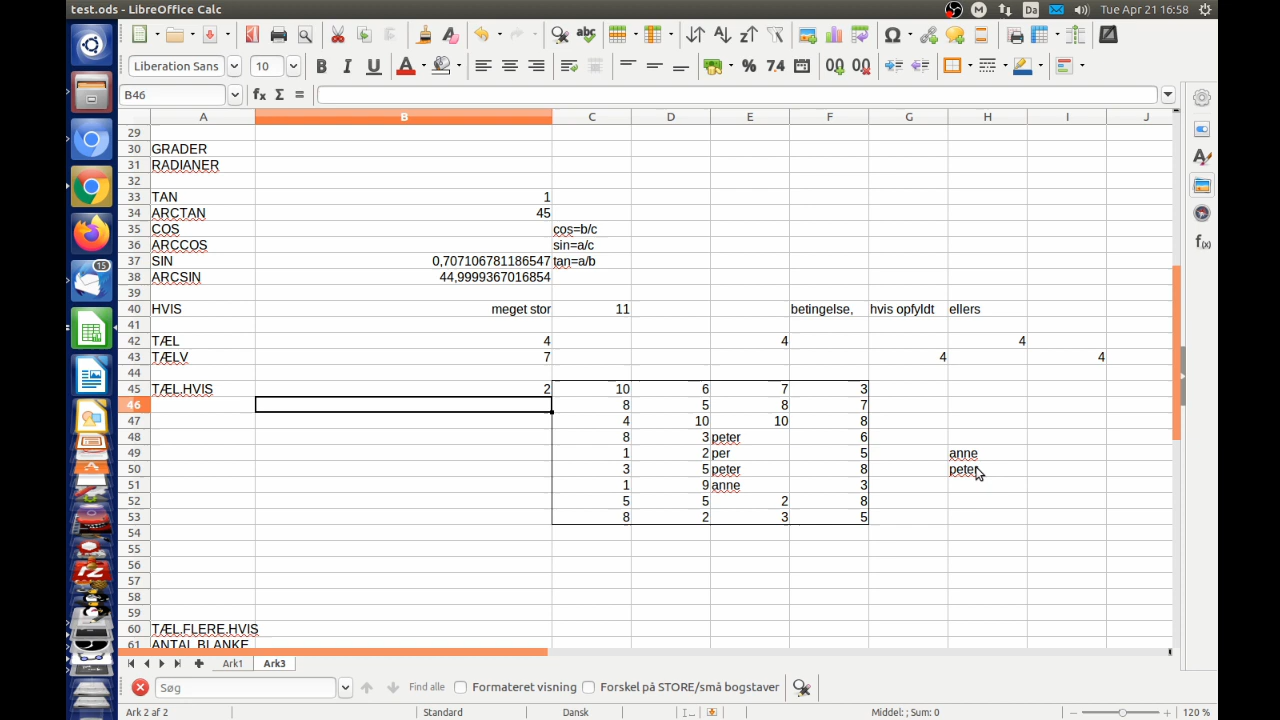 test.ods - LibreOffice Calc
Da
Tue Apr 21 16:58
Liberation Sans
10
B46
A B C D E F G H I J
29
30 GRADER
31 RADIANER
32
33 TAN 1
34 ARCTAN 45
35 COS cos=b/c
36 ARCCOS sin=a/c
37 SIN 0,707106781186547 tan=a/b
38 ARCSIN 44,9999367016854
39
40 HVIS meget stor 11 betingelse, hvis opfyldt ellers
41
42 TÆL 4 4 4
43 TÆLV 7 4 4
44
45 TÆL.HVIS 2 10 6 7 3
46 8 5 8 7
47 4 10 10 8
48 8 3 peter 6
49 1 2 per 5 anne
50 3 5 peter 8 peter
51 1 9 anne 3
52 5 5 2 8
53 8 2 3 5
54
55
56
57
58
59
60 TÆL.FLERE.HVIS
61 ANTAL.BLANKE
Ark1 Ark3
Søg Find alle Formateret visning Forskel på STORE/små bogstaver
Ark 2 af 2 Standard Dansk Middel: ; Sum: 0 120 %